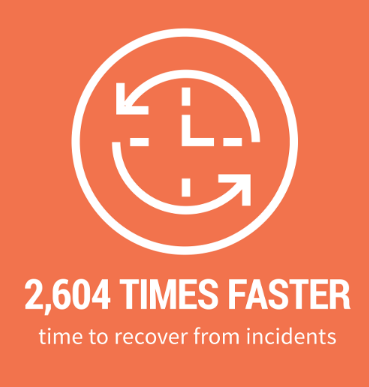 2,604 TIMES FASTER
time to recover from incidents